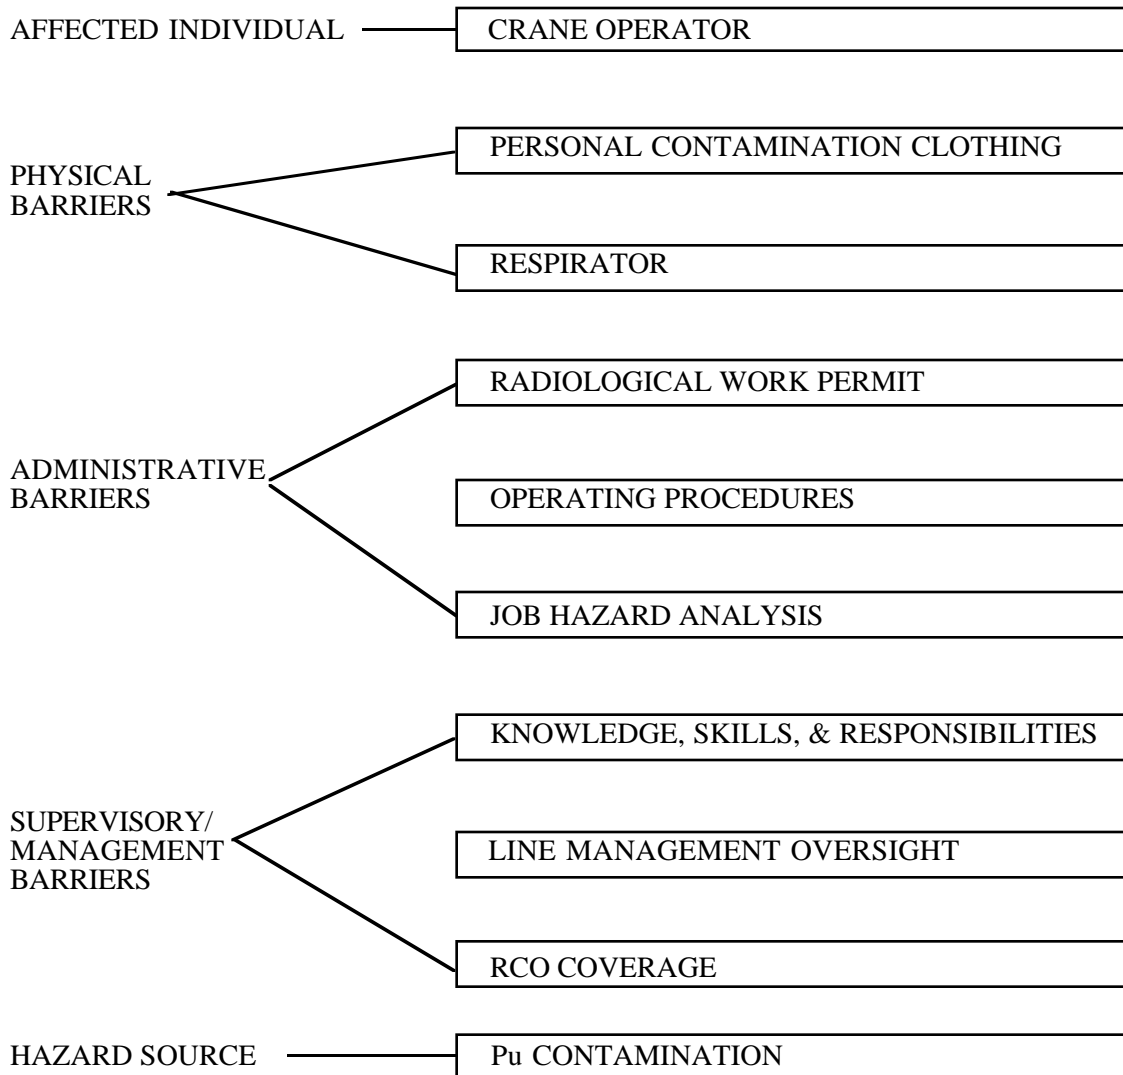 AFFECTED INDIVIDUAL
CRANE OPERATOR
PERSONAL CONTAMINATION CLOTHING
PHYSICAL
BARRIERS
RESPIRATOR
RADIOLOGICAL WORK PERMIT
ADMINISTRATIVE
BARRIERS
OPERATING PROCEDURES
JOB HAZARD ANALYSIS
KNOWLEDGE, SKILLS, & RESPONSIBILITIES
SUPERVISORY/
MANAGEMENT
BARRIERS
LINE MANAGEMENT OVERSIGHT
RCO COVERAGE
HAZARD SOURCE
Pu CONTAMINATION